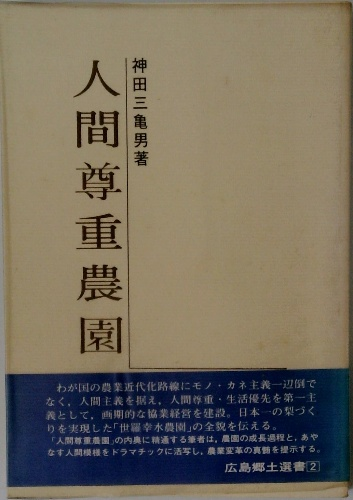 神田三亀男著
人間尊重農園
わが国の農業近代化路線にモノ・カネ主義一辺倒で
なく，人間主義を据え，人間尊重・生活優先を第一主
義として，画期的な協業経営を建設。日本一の梨づく
りを実現した「世羅幸水農園」の全貌を伝える。
「人間尊重農園」の内奥に精通する筆者は，農園の成長過程と，あや
なす人間模様をドラマチックに活写し，農業変革の真髄を提示する。
広島郷土選書2